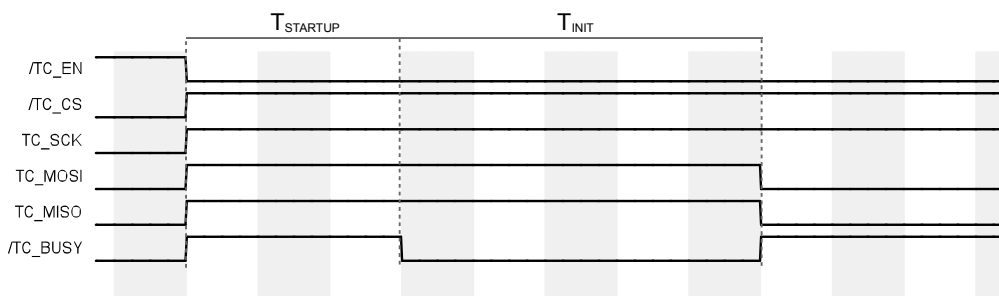 TSTARTUP TINIT
/TC_EN
/TC_CS
TC_SCK
TC_MOSI
TC_MISO
/TC_BUSY